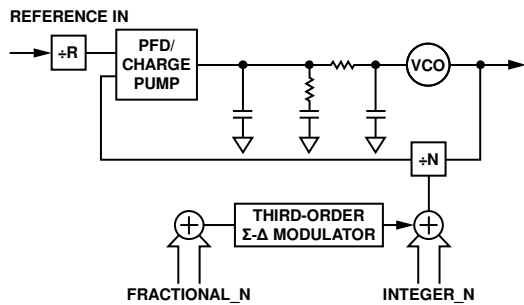 REFERENCE IN
÷R
PFD/
CHARGE
PUMP
VCO
÷N
THIRD-ORDER
Σ-Δ MODULATOR
+
+
FRACTIONAL_N
INTEGER_N